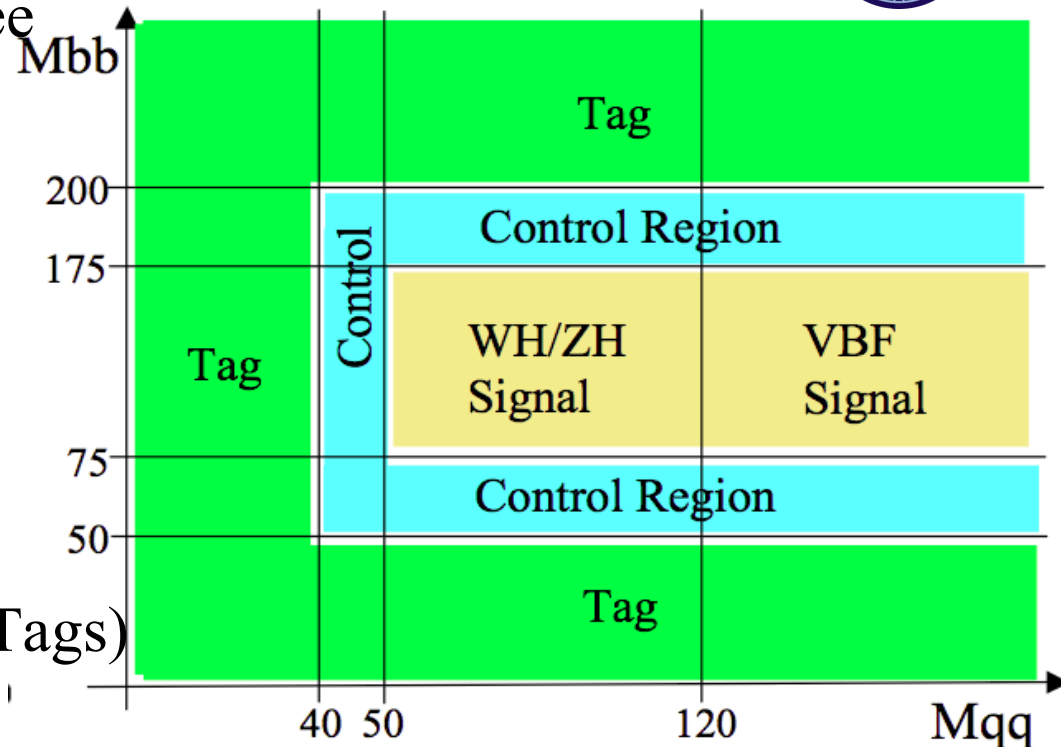 ee
Mbb
Tag
200
Control Region
175
Control
WH/ZH
Signal
VBF
Signal
Tag
75
Control Region
50
Tag
Tags)
40 50 120 Mqq